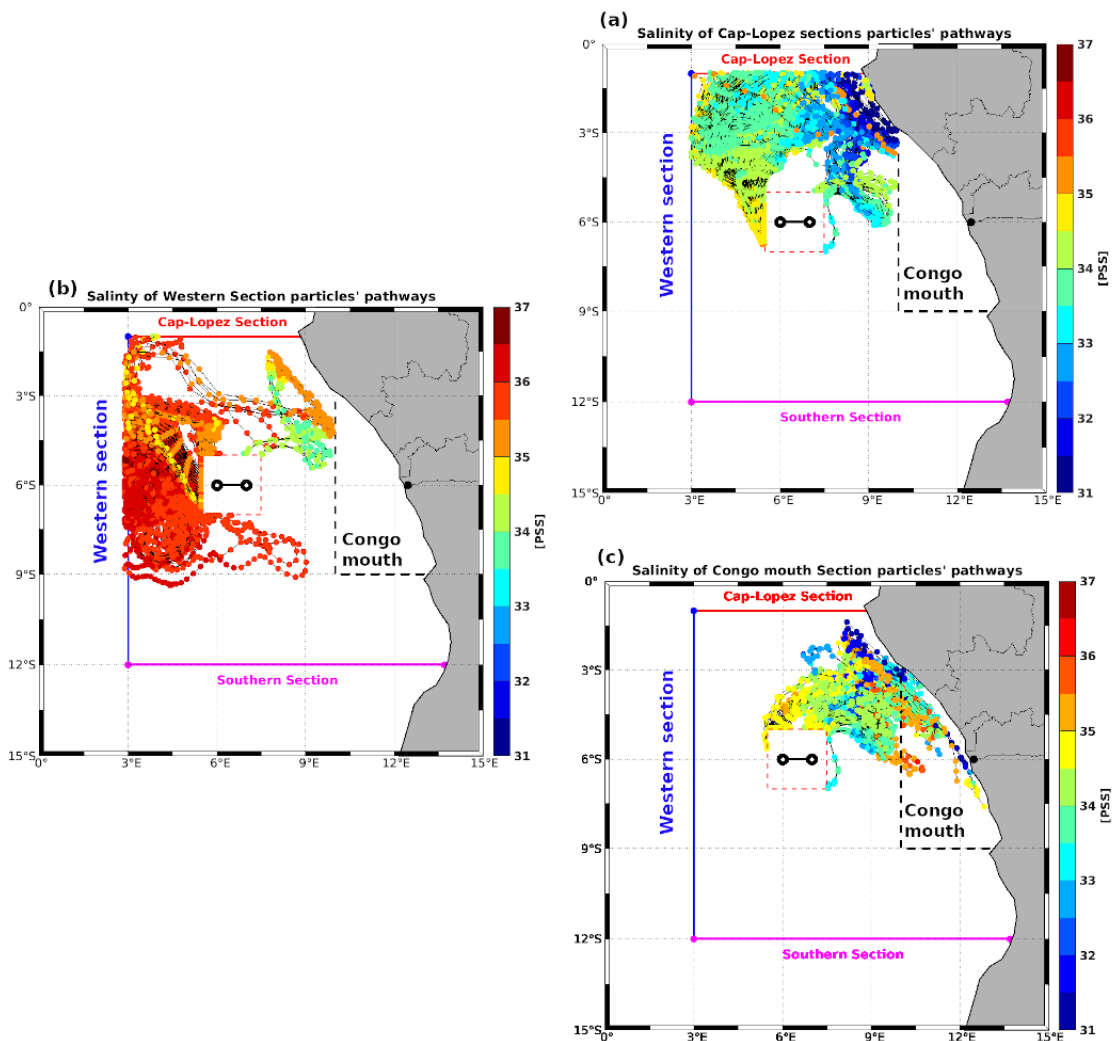 (a)
Salinity of Cap-Lopez sections particles' pathways
0°
3°S
6°S
9°S
12°S
15°S
0°
3°E
6°E
9°E
12°E
15°E
Cap-Lopez Section
Western section
Congo
mouth
Southern Section
37
36
35
34
33
32
31
[PSS]
(b)
Salinty of Western Section particles' pathways
0°
3°S
6°S
9°S
12°S
15°S
0°
3°E
6°E
9°E
12°E
15°E
Cap-Lopez Section
Western section
Congo
mouth
Southern Section
37
36
35
34
33
32
31
[PSS]
(c)
Salinity of Congo mouth Section particles' pathways
0°
3°S
6°S
9°S
12°S
15°S
0°
3°E
6°E
9°E
12°E
15°E
Cap-Lopez Section
Western section
Congo
mouth
Southern Section
37
36
35
34
33
32
31
[PSS]